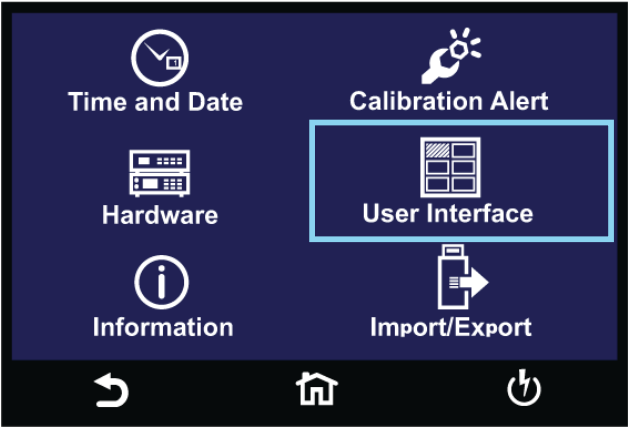 Time and Date
Calibration Alert
Hardware
User Interface
Information
Import/Export